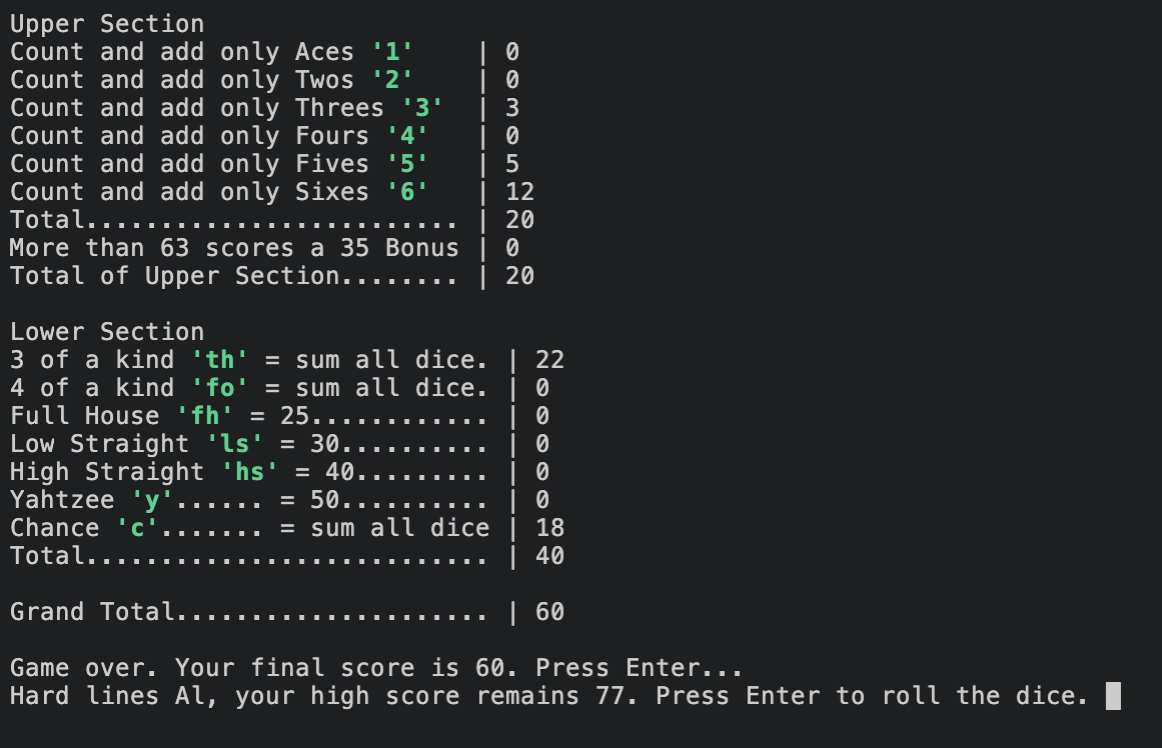 Upper Section
Count and add only Aces '1'    | 0
Count and add only Twos '2'    | 0
Count and add only Threes '3'  | 3
Count and add only Fours '4'   | 0
Count and add only Fives '5'   | 5
Count and add only Sixes '6'   | 12
Total......................... | 20
More than 63 scores a 35 Bonus | 0
Total of Upper Section........ | 20

Lower Section
3 of a kind 'th' = sum all dice. | 22
4 of a kind 'fo' = sum all dice. | 0
Full House 'fh' = 25............ | 0
Low Straight 'ls' = 30.......... | 0
High Straight 'hs' = 40......... | 0
Yahtzee 'y'...... = 50.......... | 0
Chance 'c'....... = sum all dice | 18
Total........................... | 40

Grand Total..................... | 60

Game over. Your final score is 60. Press Enter...
Hard lines Al, your high score remains 77. Press Enter to roll the dice.